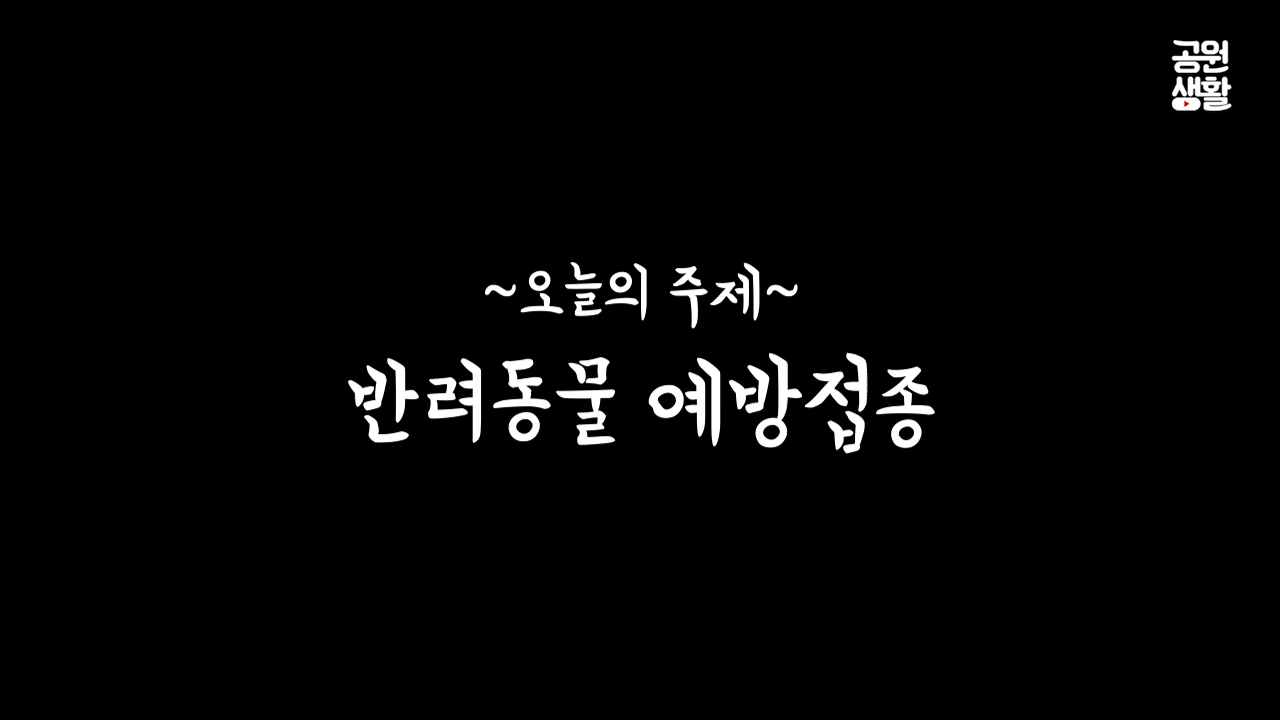 공원
생활
~오늘의 주제~
반려동물 예방접종